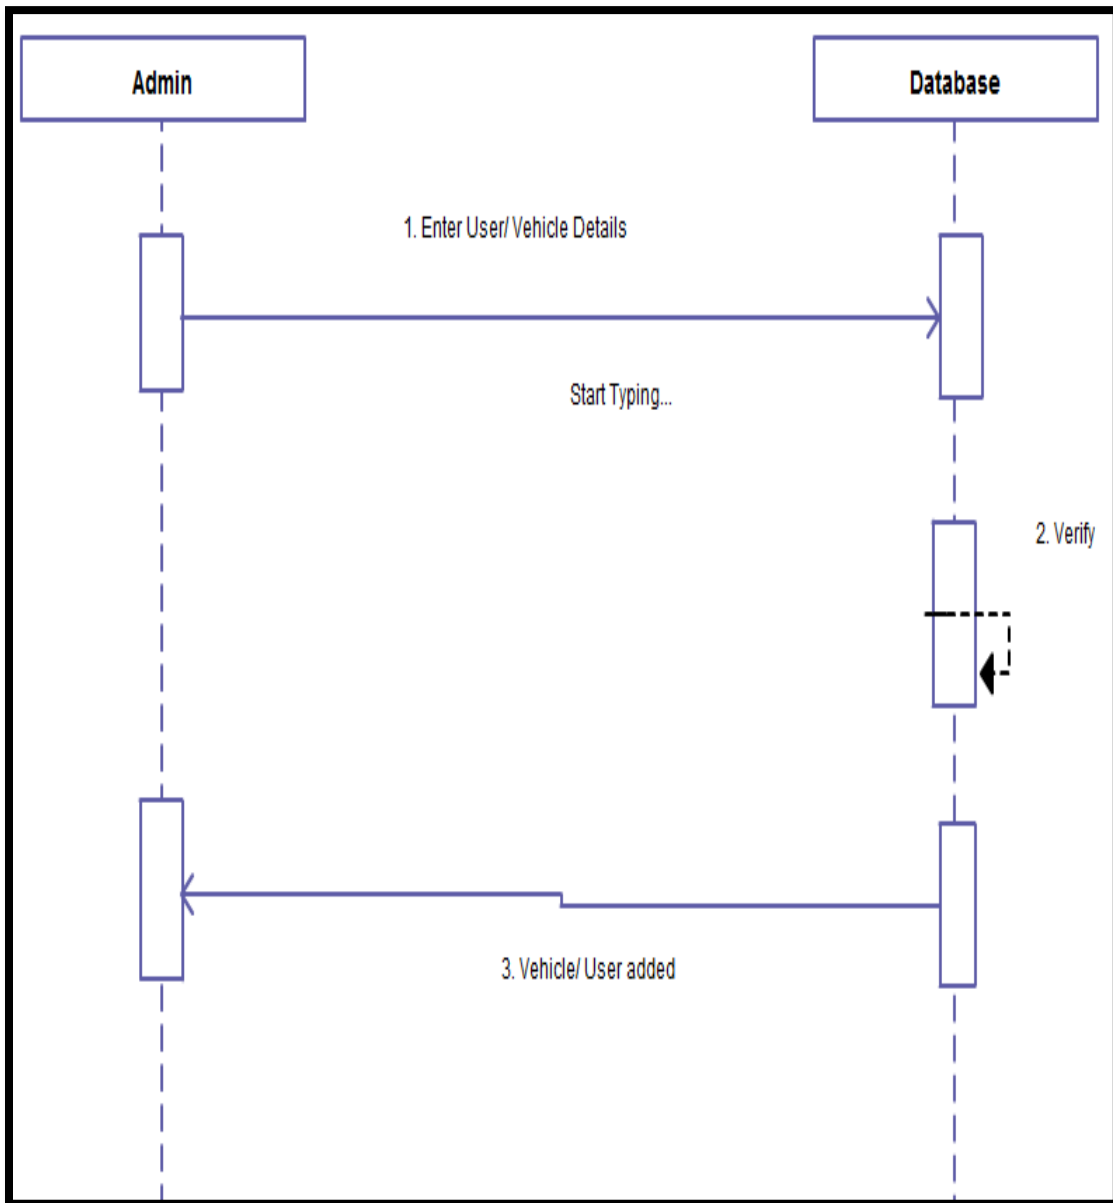 Admin
Database
1. Enter User/ Vehicle Details
Start Typing...
2. Verify
3. Vehicle/ User added